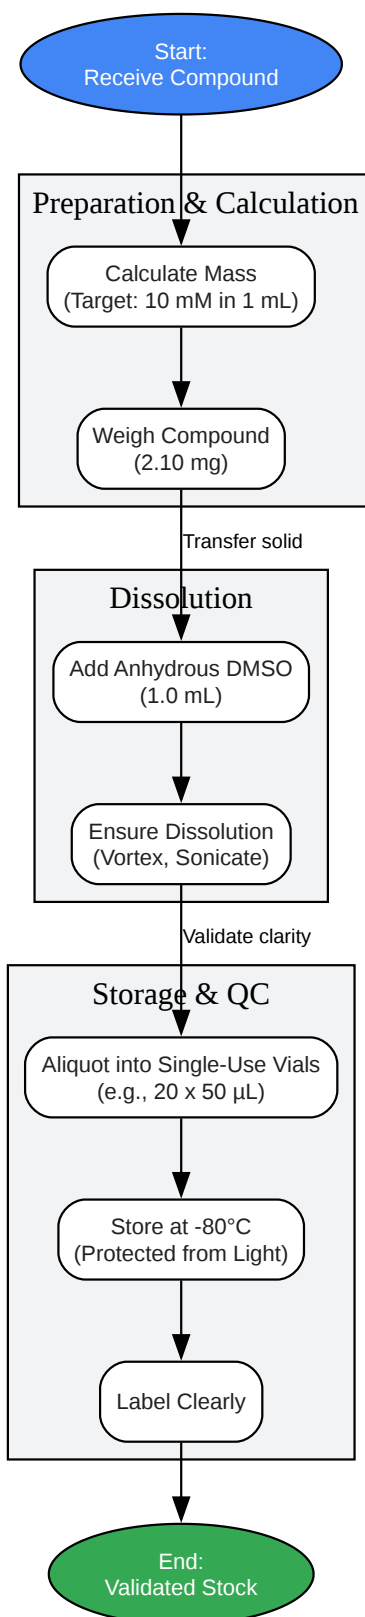 Start:
Receive Compound
Preparation & Calculation
Calculate Mass
(Target: 10 mM in 1 mL)
Weigh Compound
(2.10 mg)
Transfer solid
Dissolution
Add Anhydrous DMSO
(1.0 mL)
Ensure Dissolution
(Vortex, Sonicate)
Validate clarity
Storage & QC
Aliquot into Single-Use Vials
(e.g., 20 x 50 µL)
Store at -80°C
(Protected from Light)
Label Clearly
End:
Validated Stock